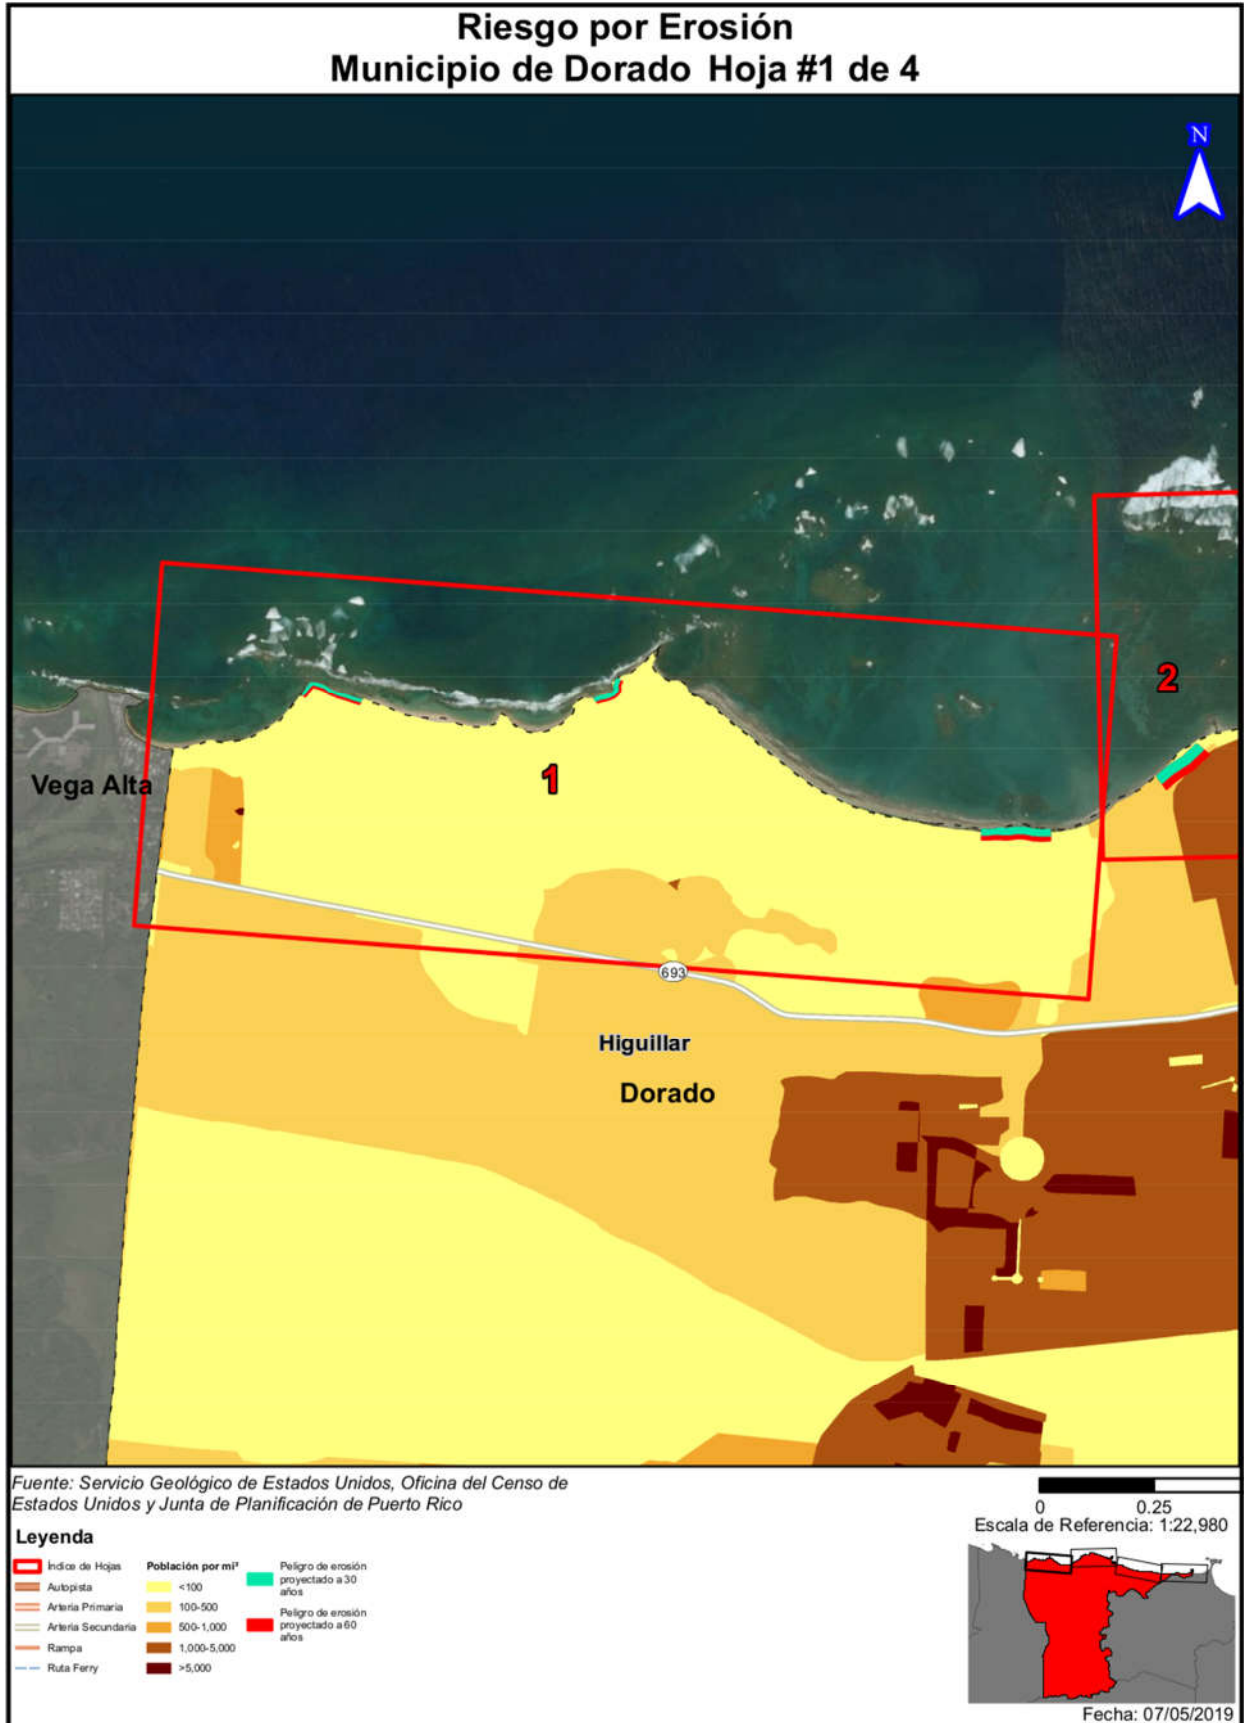 Riesgo por Erosión
Municipio de Dorado Hoja #1 de 4
N
2
1
Vega Alta
693
Higuillar
Dorado
Fuente: Servicio Geológico de Estados Unidos, Oficina del Censo de
Estados Unidos y Junta de Planificación de Puerto Rico
0 0.25
Escala de Referencia: 1:22,980
Leyenda
Índice de Hojas
Autopista
Arteria Primaria
Arteria Secundaria
Rampa
Ruta Ferry
Población por mi²
<100
100-500
500-1,000
1,000-5,000
>5,000
Peligro de erosión
proyectado a 30
años
Peligro de erosión
proyectado a 60
años
Fecha: 07/05/2019